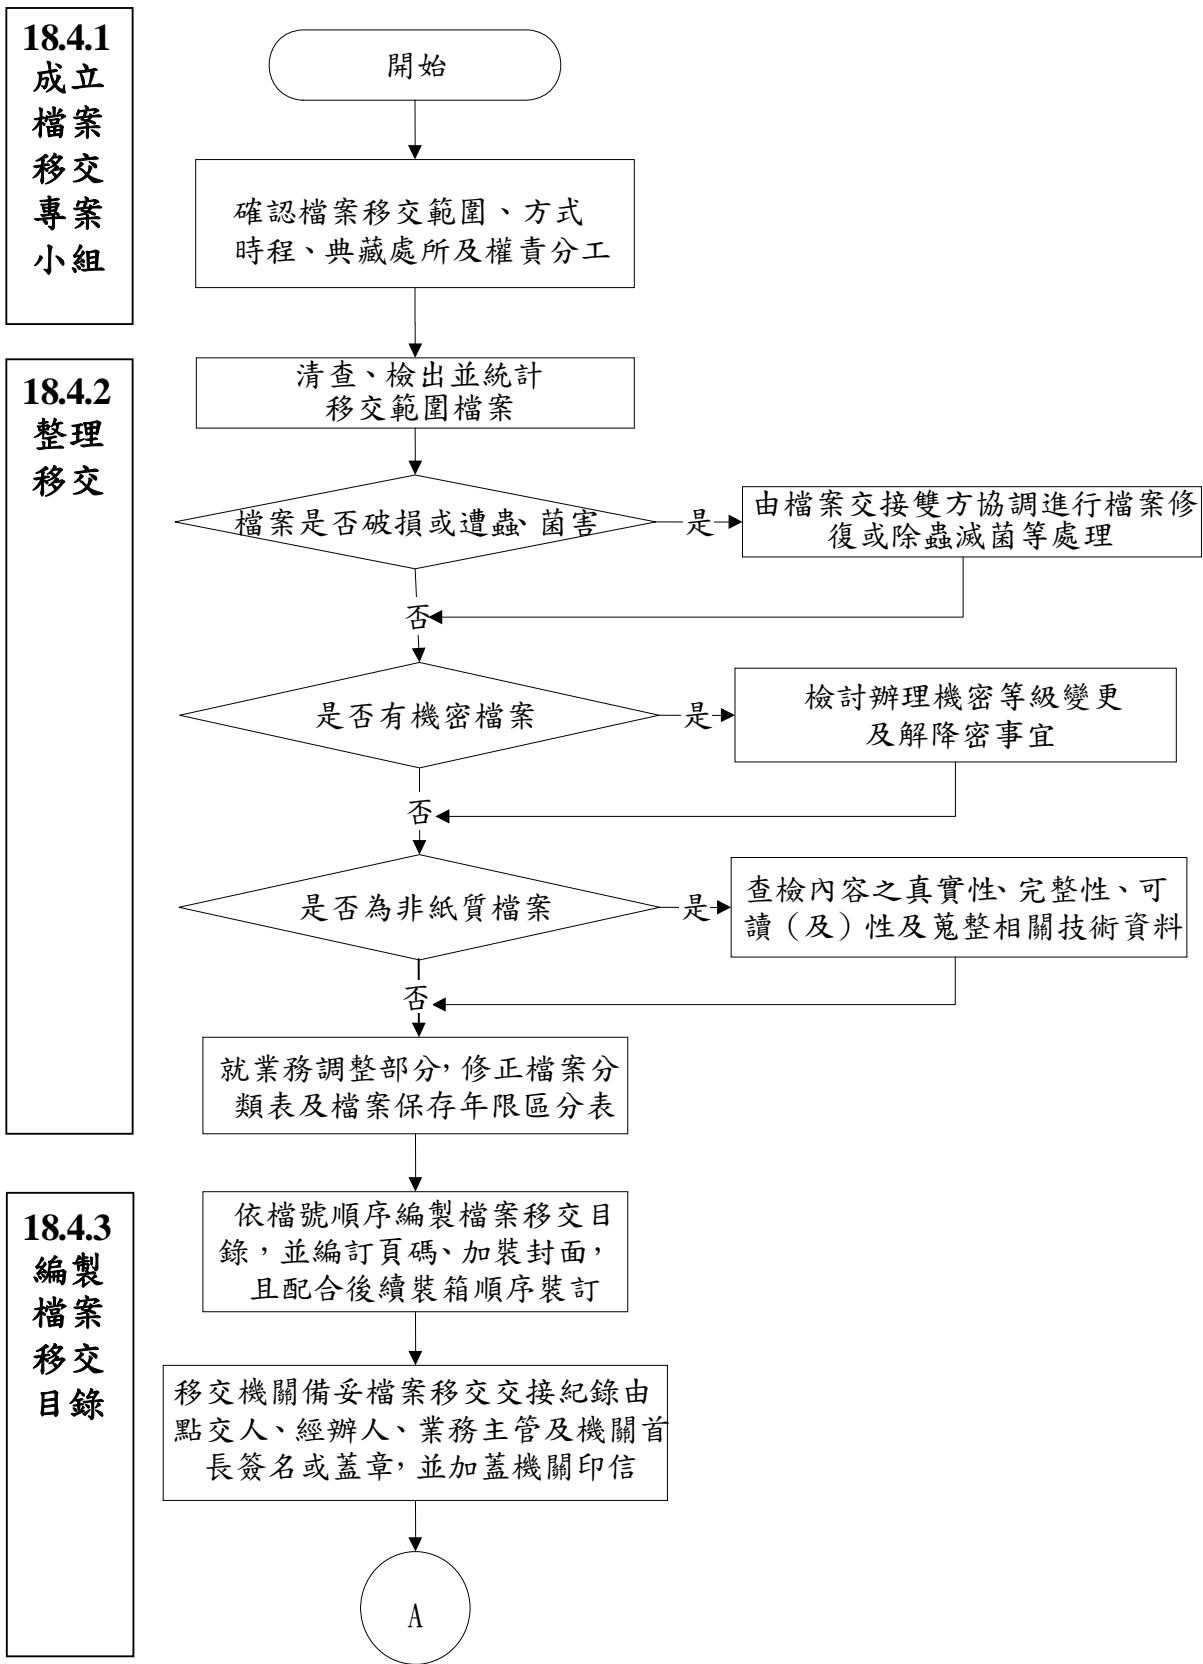 18.4.1
成立
檔案
移交
專案
小組
開始
確認檔案移交範圍、方式
時程、典藏處所及權責分工
18.4.2
整理
移交
清查、檢出並統計
移交範圍檔案
檔案是否破損或遭蟲、菌害
是
由檔案交接雙方協調進行檔案修
復或除蟲滅菌等處理
否
是否有機密檔案
是
檢討辦理機密等級變更
及解降密事宜
否
是否為非紙質檔案
是
查檢內容之真實性、完整性、可
讀（及）性及蒐整相關技術資料
否
就業務調整部分，修正檔案分
類表及檔案保存年限區分表
18.4.3
編製
檔案
移交
目錄
依檔號順序編製檔案移交目
錄，並編訂頁碼、加裝封面，
且配合後續裝箱順序裝訂
移交機關備妥檔案移交交接紀錄由
點交人、經辦人、業務主管及機關首
長簽名或蓋章，並加蓋機關印信
A